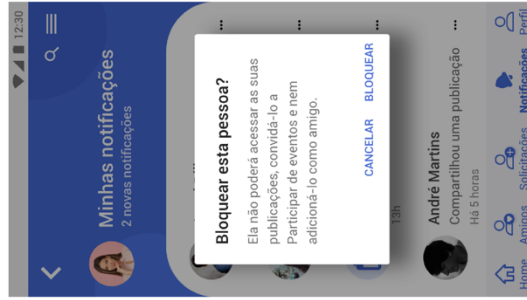 12:30
Minhas notificações
2 novas notificações
Bloquear esta pessoa?
Ela não poderá acessar as suas
publicações, convidá-lo a
Participar de eventos e nem
adicioná-lo como amigo.
CANCELAR BLOQUEAR
13h
André Martins
Compartilhou uma publicação
Há 5 horas
Home Amigos Solicitações Notificações Perfil